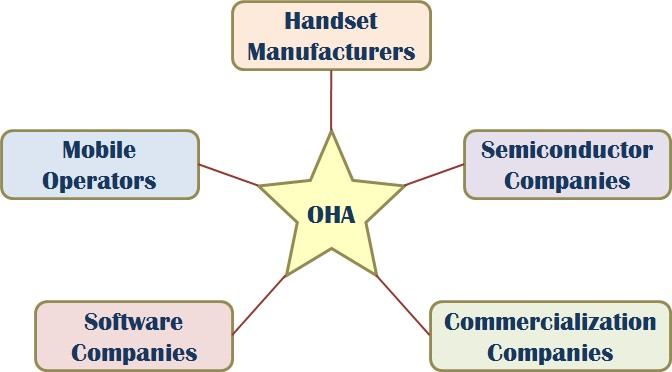 Handset
Manufacturers
Mobile
Operators
Semiconductor
Companies
OHA
Software
Companies
Commercialization
Companies